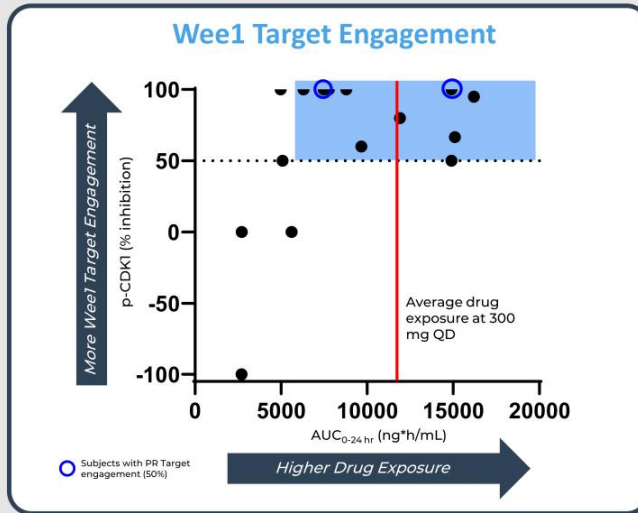 Wee1 Target Engagement
More Wee1 Target Engagement
p-CDK1 (% inhibition)
100
50
0
-50
-100
Average drug
exposure at 300
mg QD
0
5000
10000
15000
20000
AUC0-24 hr (ng*h/mL)
Subjects with PR Target
engagement (50%)
Higher Drug Exposure